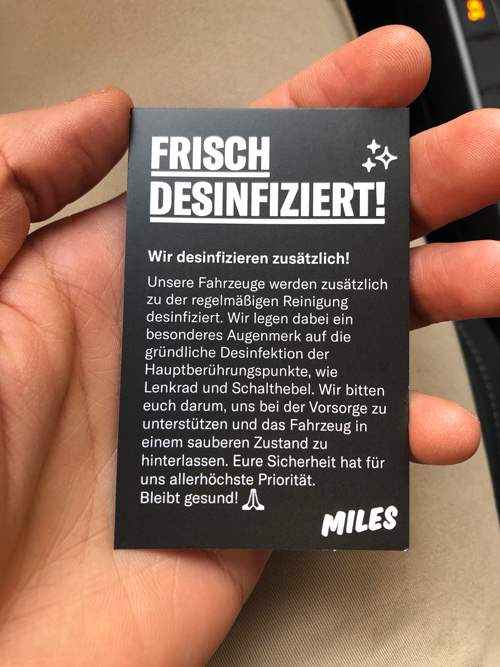 FRISCH
DESINFIZIERT!
Wir desinfizieren zusätzlich!
Unsere Fahrzeuge werden zusätzlich
zu der regelmäßigen Reinigung
desinfiziert. Wir legen dabei ein
besonderes Augenmerk auf die
gründliche Desinfektion der
Hauptberührungspunkte, wie
Lenkrad und Schalthebel. Wir bitten
euch darum, uns bei der Vorsorge zu
unterstützen und das Fahrzeug in
einem sauberen Zustand zu
hinterlassen. Eure Sicherheit hat für
uns allerhöchste Priorität.
Bleibt gesund! 🙏
MILES